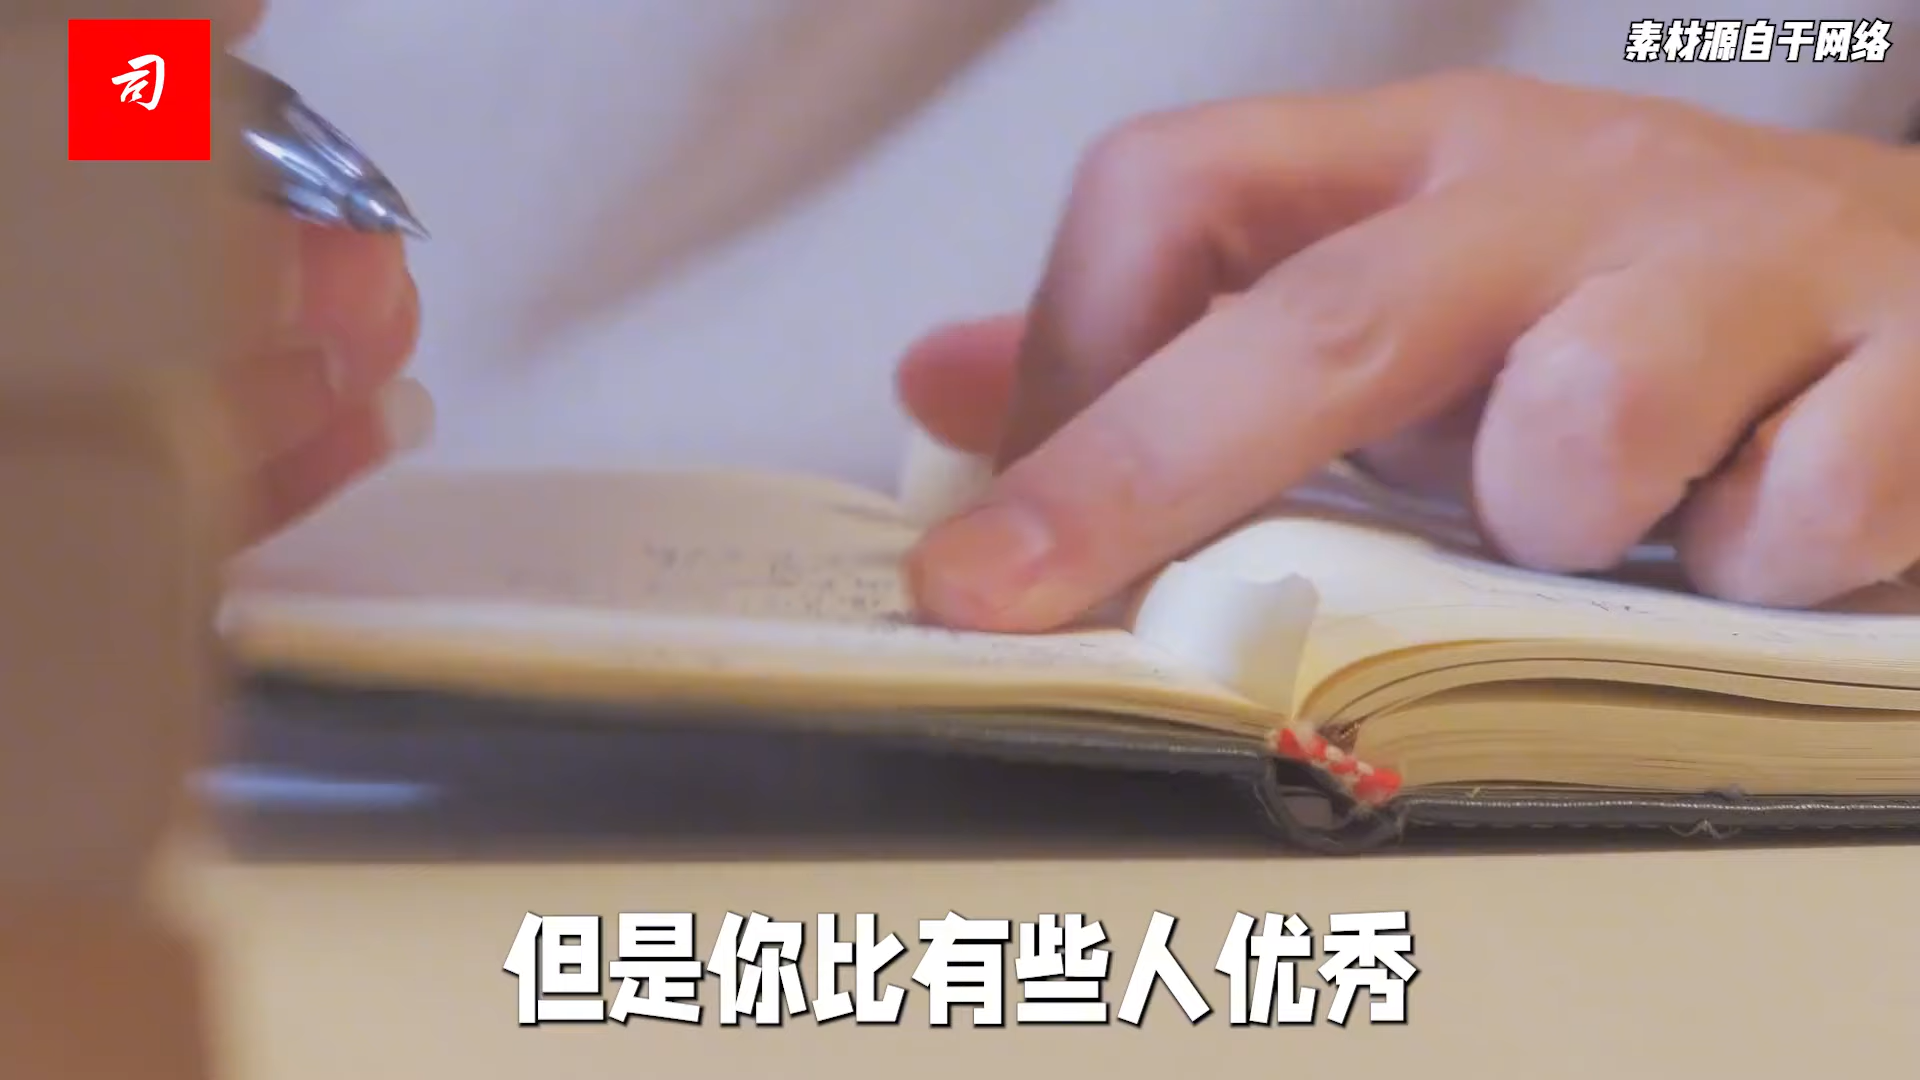 司
素材源自于网络
但是你比有些人优秀